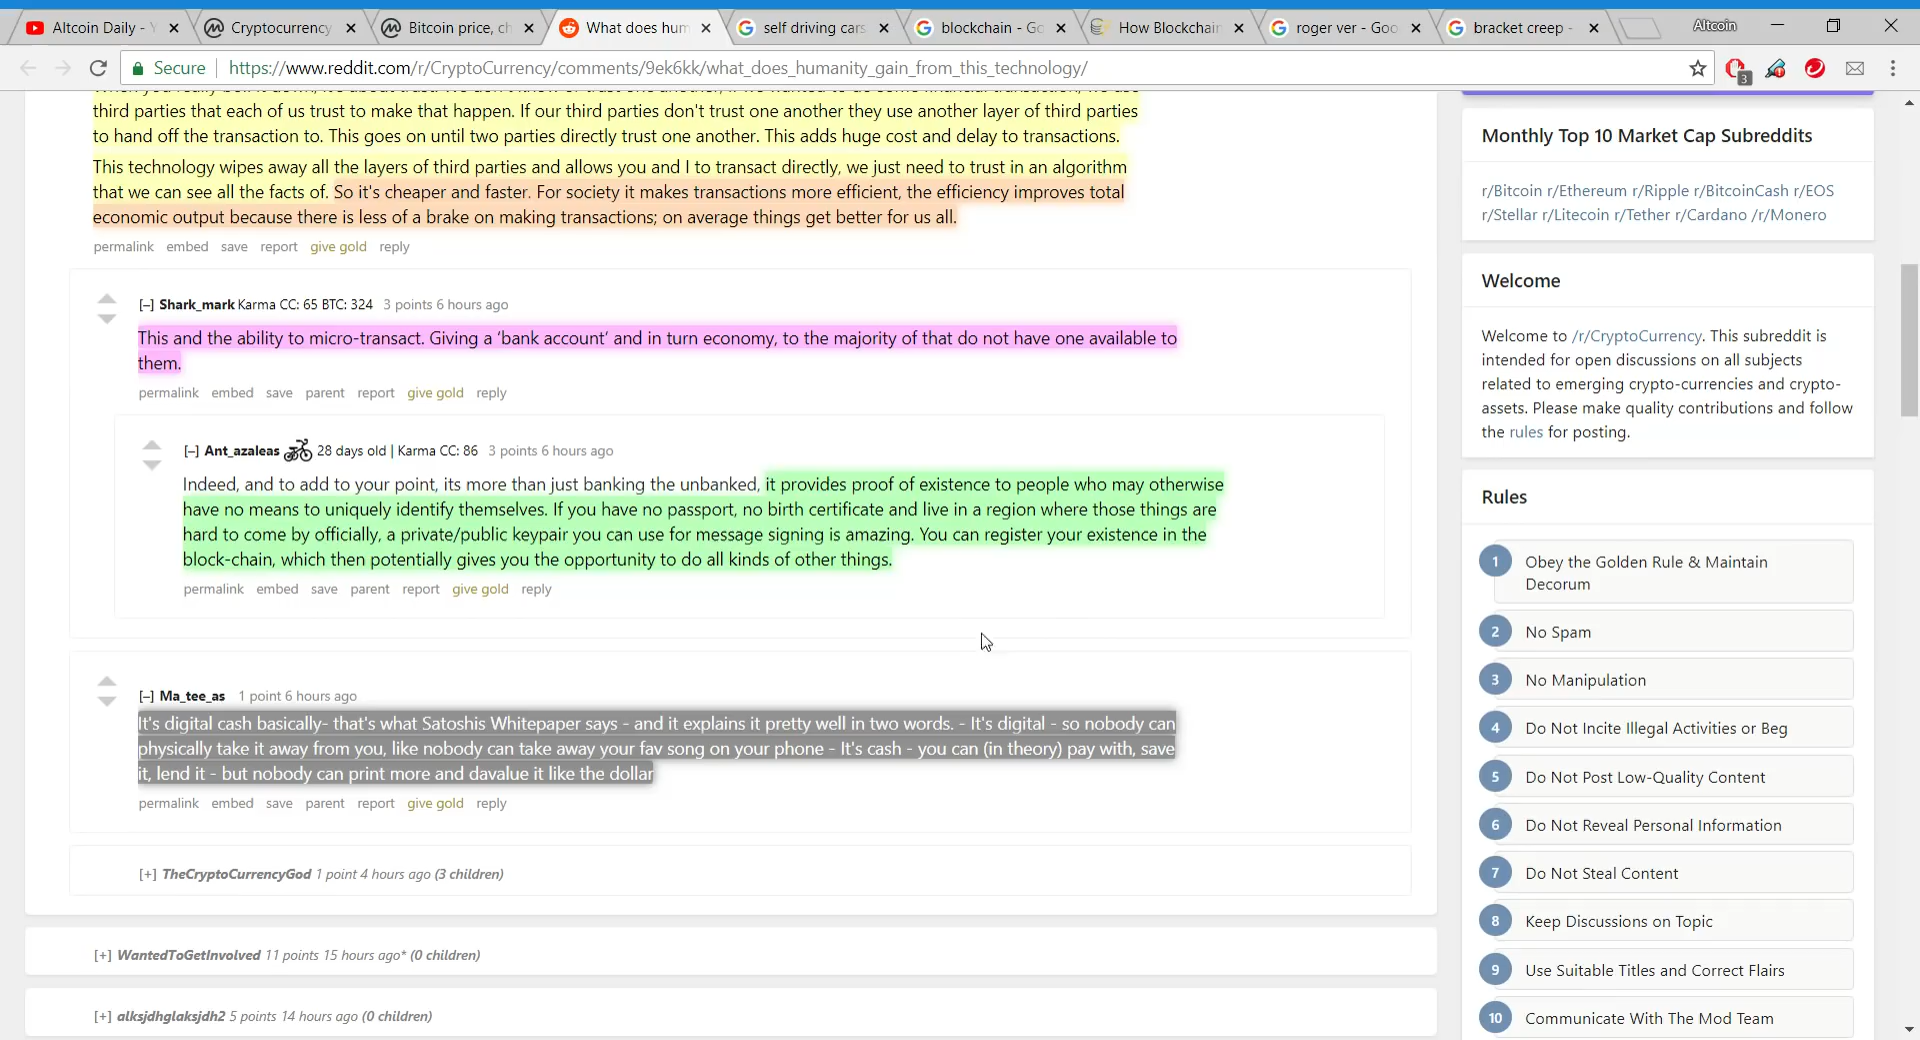 Altcoin Daily - Y
Cryptocurrency
Bitcoin price, ch
What does hum
self driving cars
blockchain - Go
How Blockchain
roger ver - Goo
bracket creep -
Altcoin
Secure
https://www.reddit.com/r/CryptoCurrency/comments/9ek6kk/what_does_humanity_gain_from_this_technology/
3
third parties that each of us trust to make that happen. If our third parties don't trust one another they use another layer of third parties
to hand off the transaction to. This goes on until two parties directly trust one another. This adds huge cost and delay to transactions.
This technology wipes away all the layers of third parties and allows you and I to transact directly, we just need to trust in an algorithm
that we can see all the facts of. So it's cheaper and faster. For society it makes transactions more efficient, the efficiency improves total
economic output because there is less of a brake on making transactions; on average things get better for us all.
permalink embed save report give gold reply
[–] Shark_mark Karma CC: 65 BTC: 324 3 points 6 hours ago
This and the ability to micro-transact. Giving a ‘bank account’ and in turn economy, to the majority of that do not have one available to
them.
permalink embed save parent report give gold reply
[–] Ant_azaleas 28 days old | Karma CC: 86 3 points 6 hours ago
Indeed, and to add to your point, its more than just banking the unbanked, it provides proof of existence to people who may otherwise
have no means to uniquely identify themselves. If you have no passport, no birth certificate and live in a region where those things are
hard to come by officially, a private/public keypair you can use for message signing is amazing. You can register your existence in the
block-chain, which then potentially gives you the opportunity to do all kinds of other things.
permalink embed save parent report give gold reply
[–] Ma_tee_as 1 point 6 hours ago
It's digital cash basically- that's what Satoshis Whitepaper says - and it explains it pretty well in two words. - It's digital - so nobody can
physically take it away from you, like nobody can take away your fav song on your phone - It's cash - you can (in theory) pay with, save
it, lend it - but nobody can print more and davalue it like the dollar
permalink embed save parent report give gold reply
[+] TheCryptoCurrencyGod 1 point 4 hours ago (3 children)
[+] WantedToGetInvolved 11 points 15 hours ago* (0 children)
[+] alksjdhglaksjdh2 5 points 14 hours ago (0 children)
Monthly Top 10 Market Cap Subreddits
r/Bitcoin r/Ethereum r/Ripple r/BitcoinCash r/EOS
r/Stellar r/Litecoin r/Tether r/Cardano /r/Monero
Welcome
Welcome to /r/CryptoCurrency. This subreddit is
intended for open discussions on all subjects
related to emerging crypto-currencies and crypto-
assets. Please make quality contributions and follow
the rules for posting.
Rules
1 Obey the Golden Rule & Maintain
Decorum
2 No Spam
3 No Manipulation
4 Do Not Incite Illegal Activities or Beg
5 Do Not Post Low-Quality Content
6 Do Not Reveal Personal Information
7 Do Not Steal Content
8 Keep Discussions on Topic
9 Use Suitable Titles and Correct Flairs
10 Communicate With The Mod Team